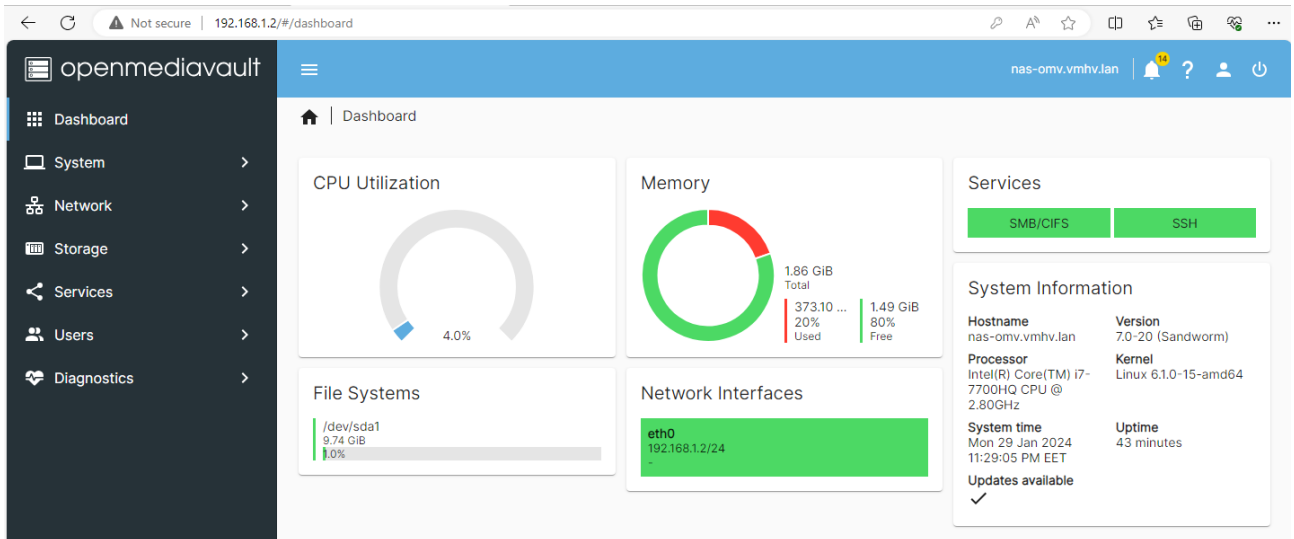 Not secure
192.168.1.2/#/dashboard
openmediavault
nas-omv.vmhv.lan
14
?
Dashboard
System
Network
Storage
Services
Users
Diagnostics
Dashboard
CPU Utilization
4.0%
Memory
1.86 GiB
Total
373.10 ...
20%
Used
1.49 GiB
80%
Free
Services
SMB/CIFS
SSH
File Systems
/dev/sda1
9.74 GiB
1.0%
Network Interfaces
eth0
192.168.1.2/24
-
System Information
Hostname
nas-omv.vmhv.lan
Version
7.0-20 (Sandworm)
Processor
Intel(R) Core(TM) i7-
7700HQ CPU @
2.80GHz
Kernel
Linux 6.1.0-15-amd64
System time
Mon 29 Jan 2024
11:29:05 PM EET
Uptime
43 minutes
Updates available